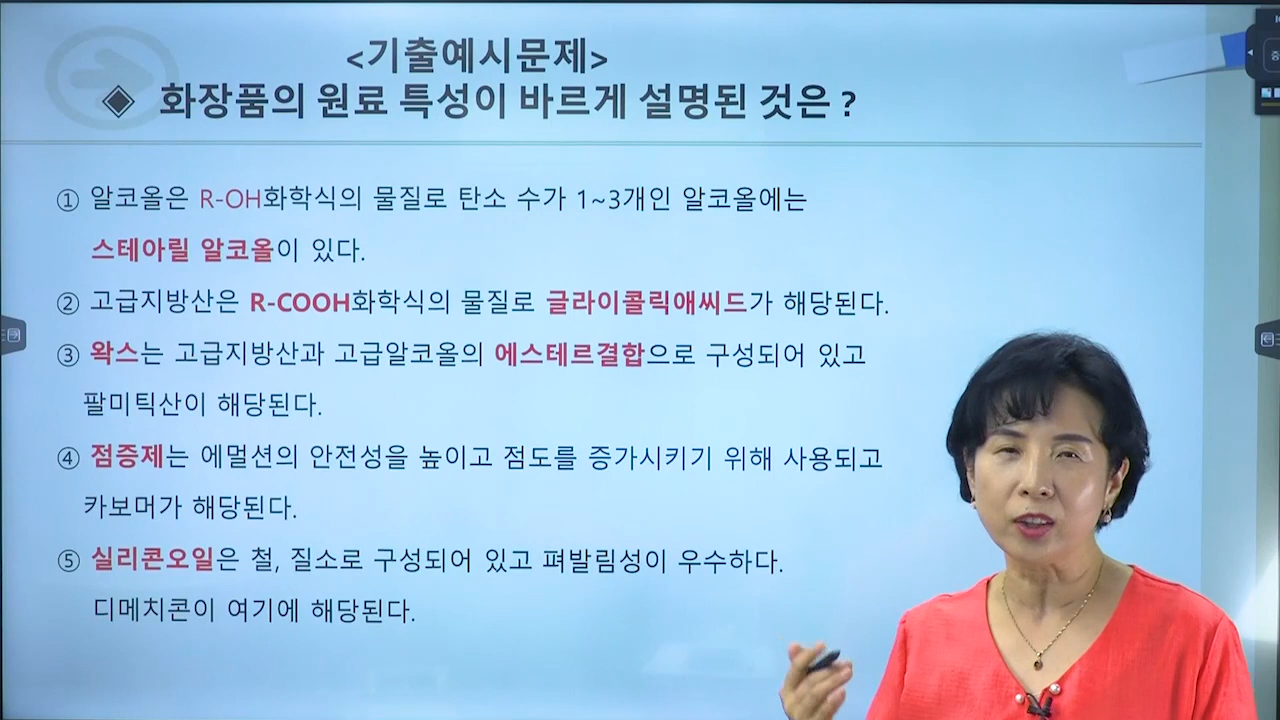 <기출예시문제>
◈ 화장품의 원료 특성이 바르게 설명된 것은 ?
① 알코올은 R-OH화학식의 물질로 탄소 수가 1~3개인 알코올에는
스테아릴 알코올이 있다.
② 고급지방산은 R-COOH화학식의 물질로 글라이콜릭애씨드가 해당된다.
③ 왁스는 고급지방산과 고급알코올의 에스테르결합으로 구성되어 있고
팔미틱산이 해당된다.
④ 점증제는 에멀션의 안전성을 높이고 점도를 증가시키기 위해 사용되고
카보머가 해당된다.
⑤ 실리콘오일은 철, 질소로 구성되어 있고 펴발림성이 우수하다.
디메치콘이 여기에 해당된다.